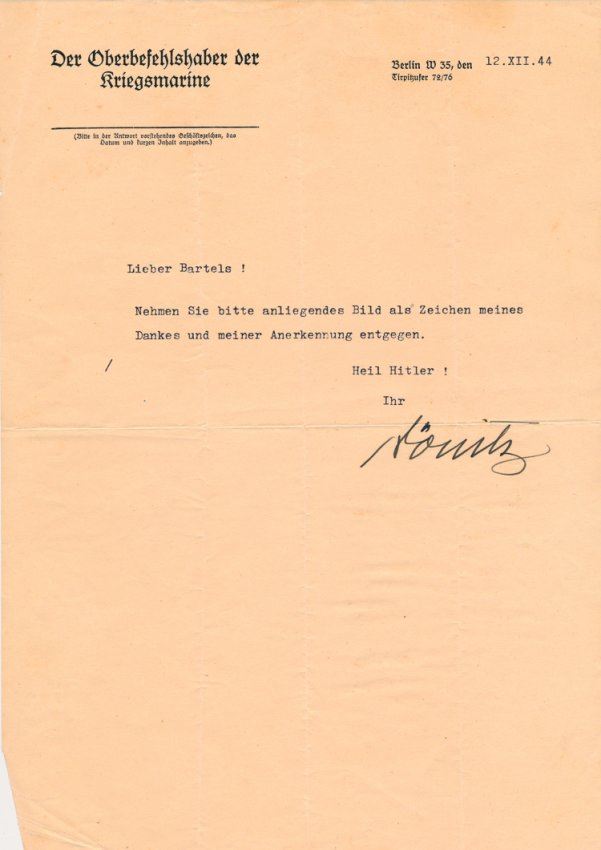 Der Oberbefehlshaber der
Kriegsmarine
Berlin W 35, den 12.XII.44
Tirpitzufer 72/76
(Bitte in der Antwort vorstehendes Geschäftszeichen, das
Datum und kurzen Inhalt anzugeben.)
Lieber Bartels !
Nehmen Sie bitte anliegendes Bild als Zeichen meines
Dankes und meiner Anerkennung entgegen.
Heil Hitler !
Ihr
Dönitz